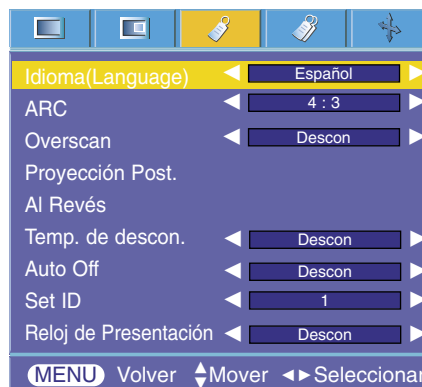 Idioma(Language) ◀ Español ▶
ARC ◀ 4 : 3 ▶
Overscan ◀ Descon ▶
Proyección Post.
Al Revés
Temp. de descon. ◀ Descon ▶
Auto Off ◀ Descon ▶
Set ID ◀ 1 ▶
Reloj de Presentación ◀ Descon ▶
MENU Volver ▲▼Mover ◀▶Seleccionar